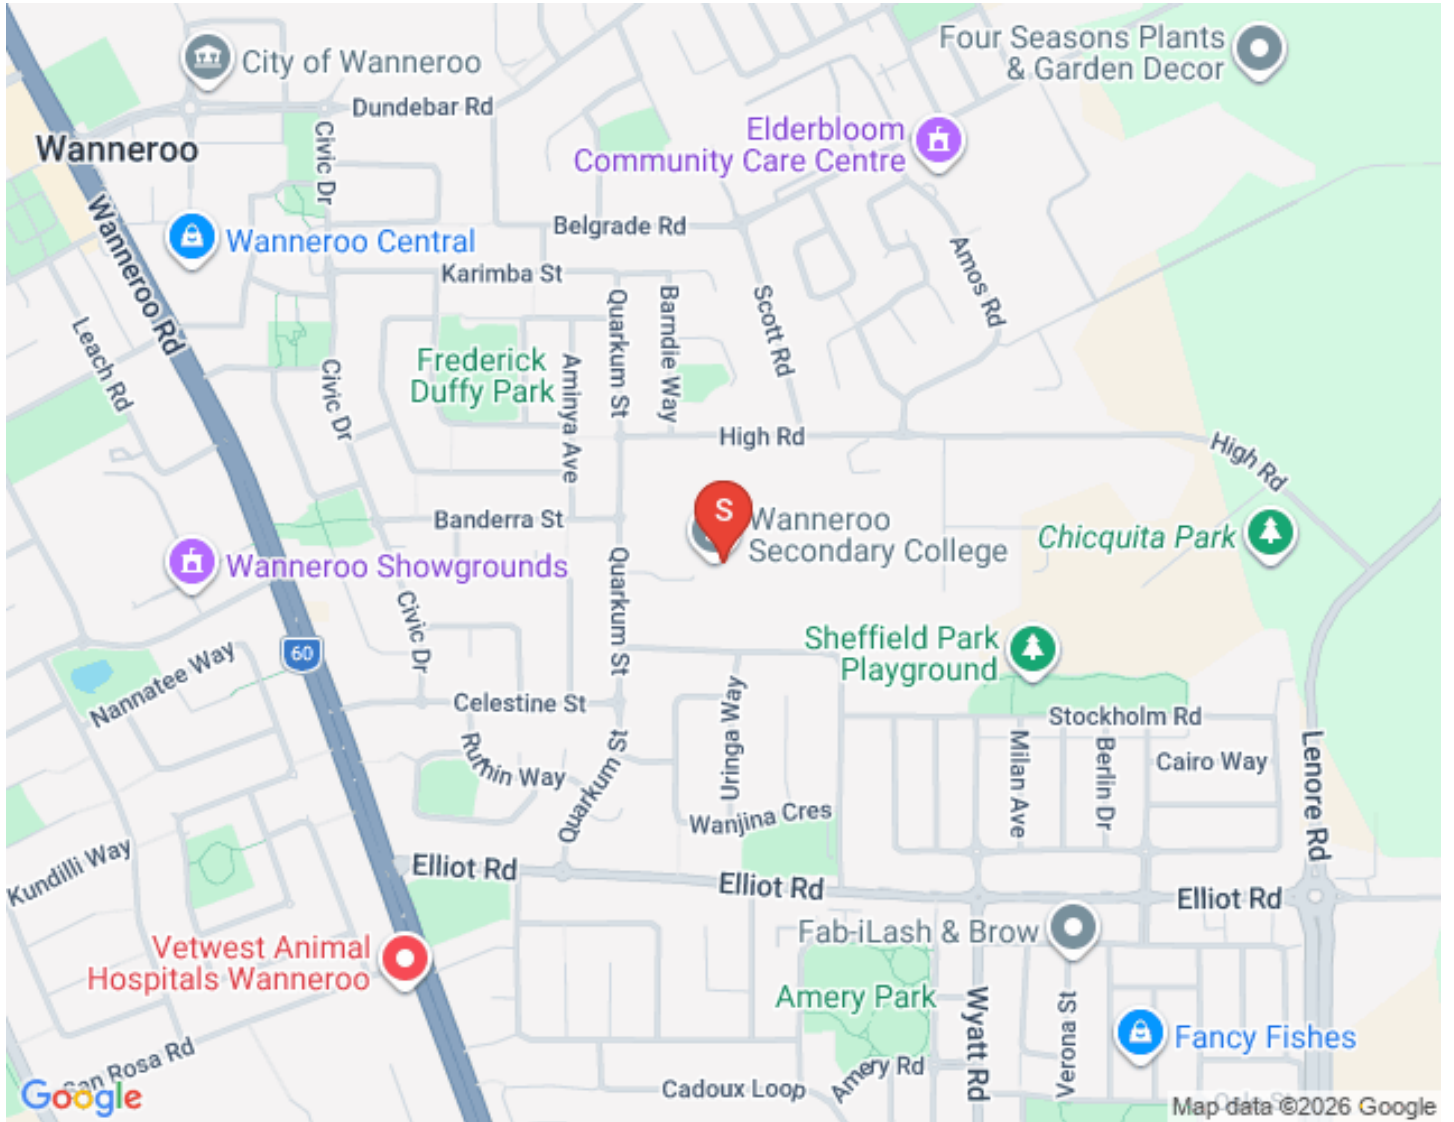 Four Seasons Plants
& Garden Decor
City of Wanneroo
Dundebar Rd
Wanneroo
Civic Dr
Elderbloom
Community Care Centre
Wanneroo Rd
Wanneroo Central
Belgrade Rd
Karimba St
Amos Rd
Leach Rd
Quarkum St
Barndie Way
Scott Rd
Frederick
Duffy Park
Aminya Ave
Civic Dr
High Rd
High Rd
S
Wanneroo
Secondary College
Banderra St
Chicquita Park
Wanneroo Showgrounds
Quarkum St
Civic Dr
60
Nannatee Way
Sheffield Park
Playground
Celestine St
Uringa Way
Stockholm Rd
Quarkum St
Milan Ave
Berlin Dr
Cairo Way
Lenore Rd
Way
Wanjina Cres
Kundilli Way
Elliot Rd
Elliot Rd
Elliot Rd
Fab-iLash & Brow
Vetwest Animal
Hospitals Wanneroo
Amery Park
Wyatt Rd
Verona St
Fancy Fishes
San Rosa Rd
Amery Rd
Cadoux Loop
Google
Map data ©2026 Google